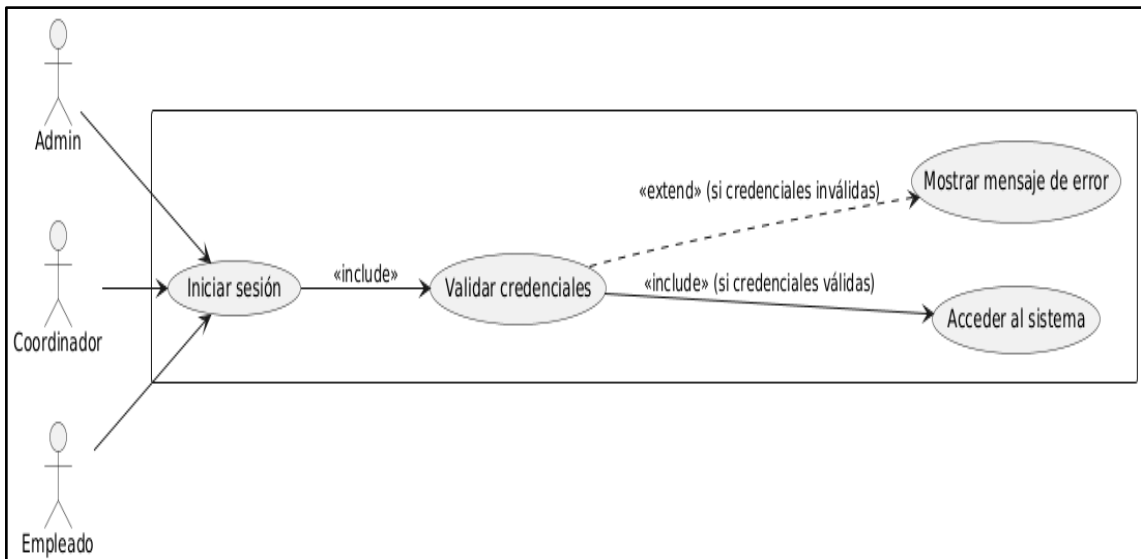 Admin
Mostrar mensaje de error
«extend» (si credenciales inválidas)
«include»
Iniciar sesión
Validar credenciales
«include» (si credenciales válidas)
Acceder al sistema
Coordinador
Empleado